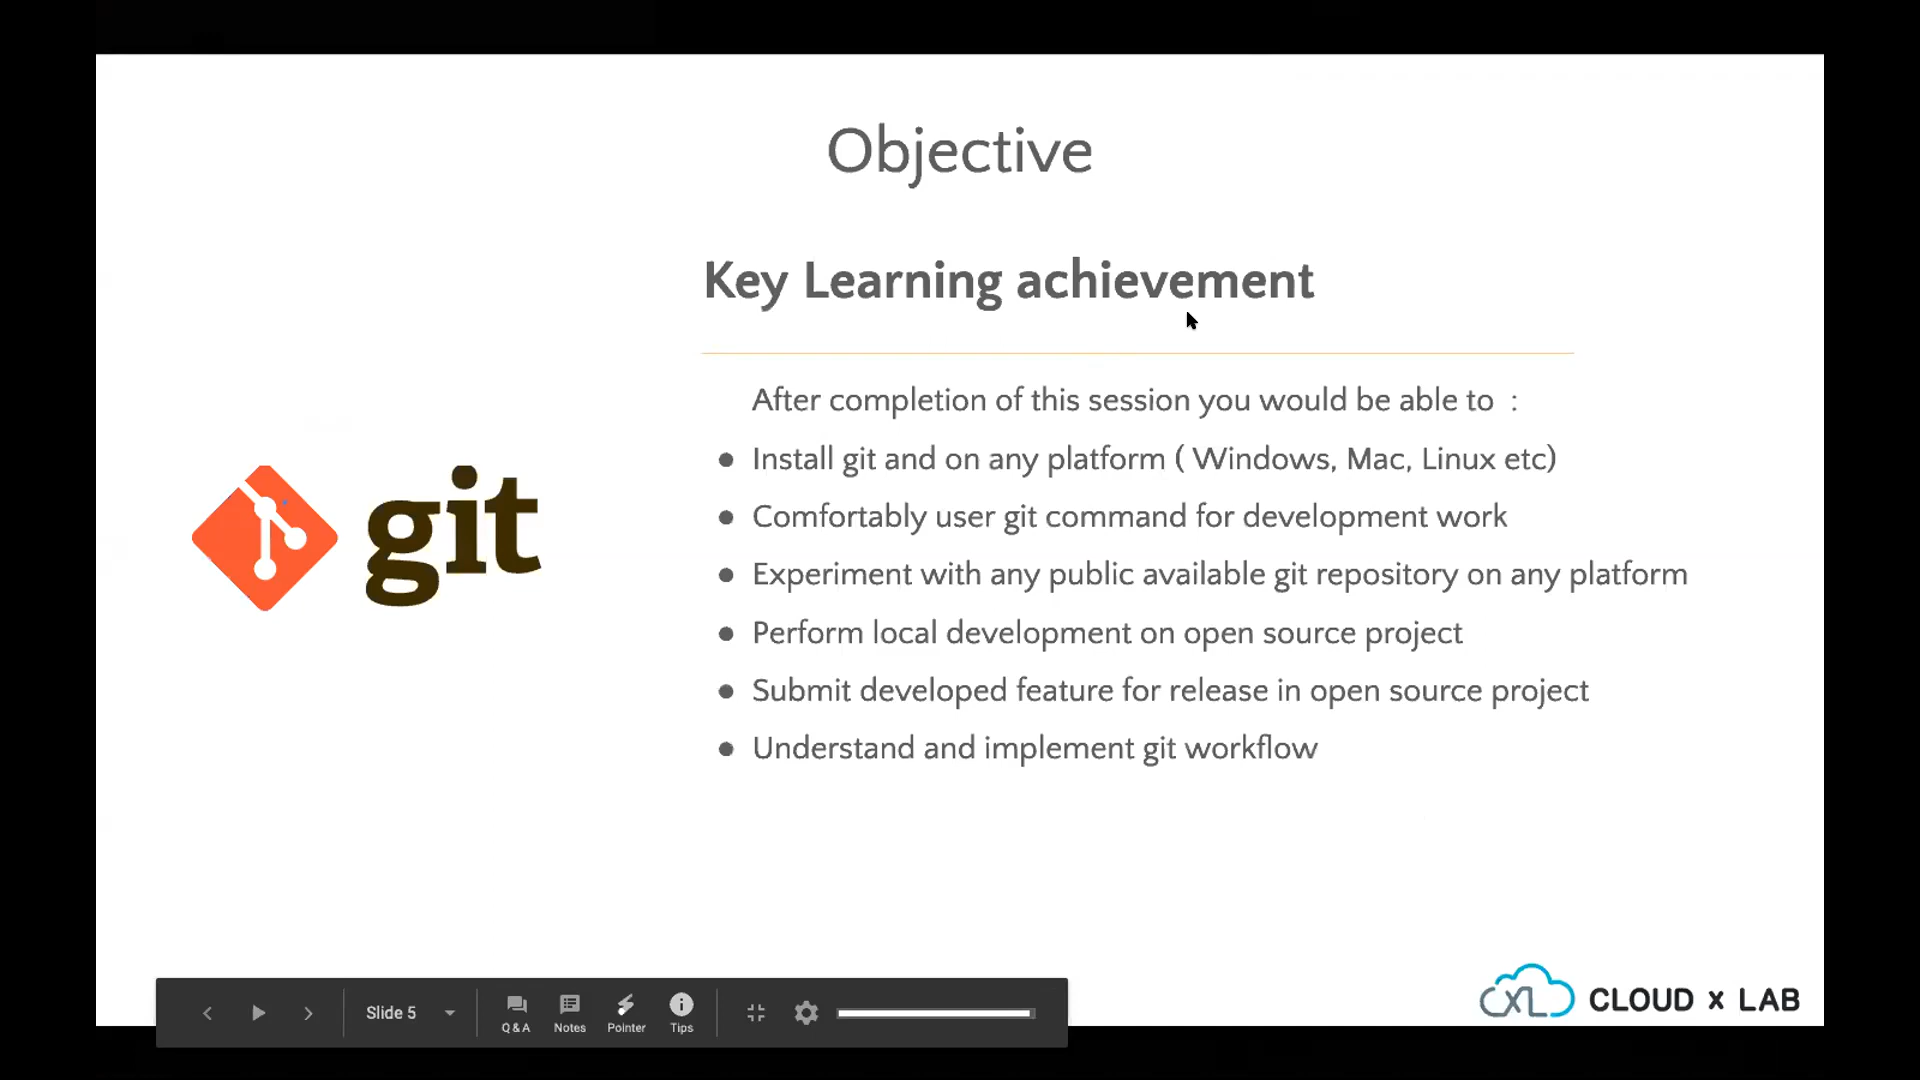 Objective
Key Learning achievement
After completion of this session you would be able to :
● Install git and on any platform ( Windows, Mac, Linux etc)
● Comfortably user git command for development work
● Experiment with any public available git repository on any platform
● Perform local development on open source project
● Submit developed feature for release in open source project
● Understand and implement git workflow
git
CXL CLOUD x LAB
Slide 5
Q&A Notes Pointer Tips